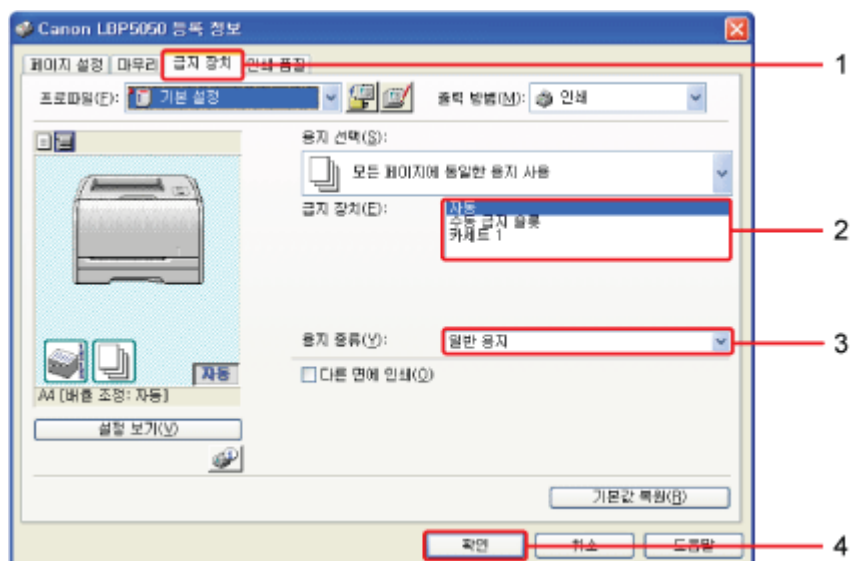 Canon LBP5050 등록 정보
페이지 설정 마무리 급지 장치 인쇄 품질
1
프로파일(F): 기본 설정 출력 방법(M): 인쇄
용지 선택(S):
모든 페이지에 동일한 용지 사용
급지 장치(E): 자동
수동 급지 슬롯
카세트 1
2
용지 종류(Y): 일반 용지
3
자동
다른 면에 인쇄(O)
A4 [배율 조정: 자동]
설정 보기(V)
기본값 복원(R)
확인 취소 도움말
4